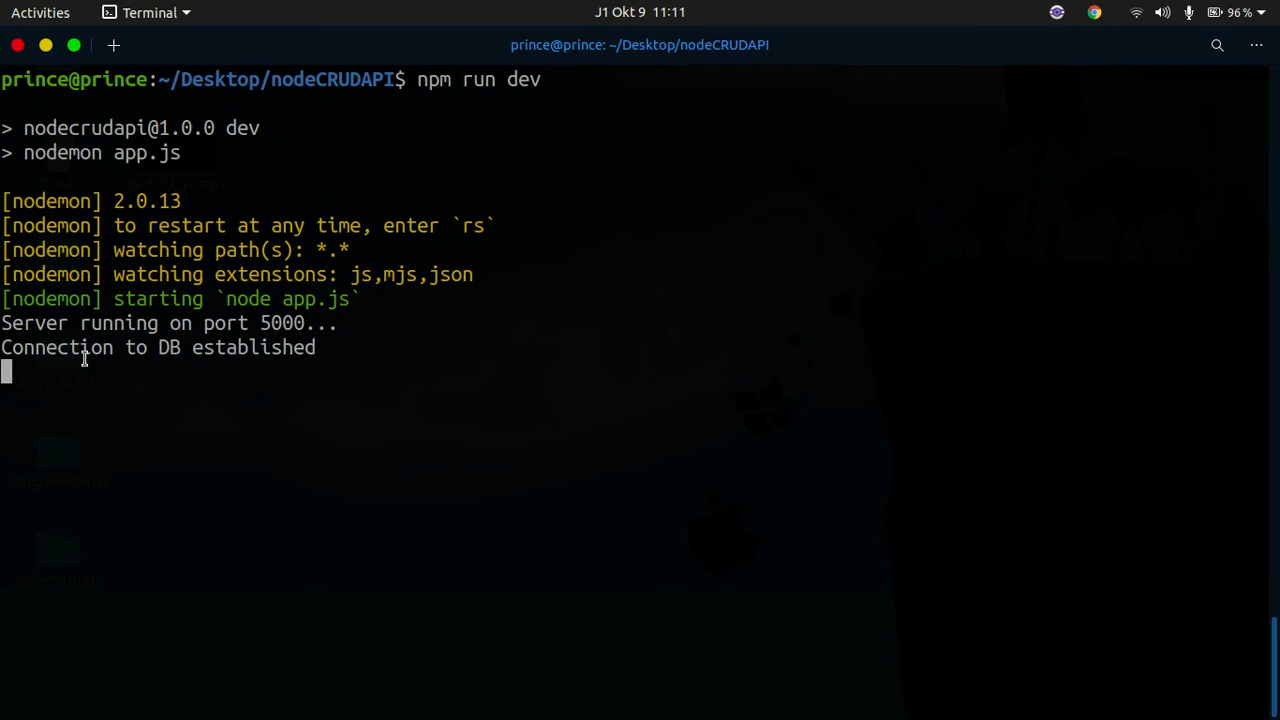 Activities Terminal J1 Okt 9 11:11 96%
prince@prince: ~/Desktop/nodeCRUDAPI
prince@prince:~/Desktop/nodeCRUDAPI$ npm run dev
> nodecrudapi@1.0.0 dev
> nodemon app.js
[nodemon] 2.0.13
[nodemon] to restart at any time, enter `rs`
[nodemon] watching path(s): *.*
[nodemon] watching extensions: js,mjs,json
[nodemon] starting `node app.js`
Server running on port 5000...
Connection to DB established